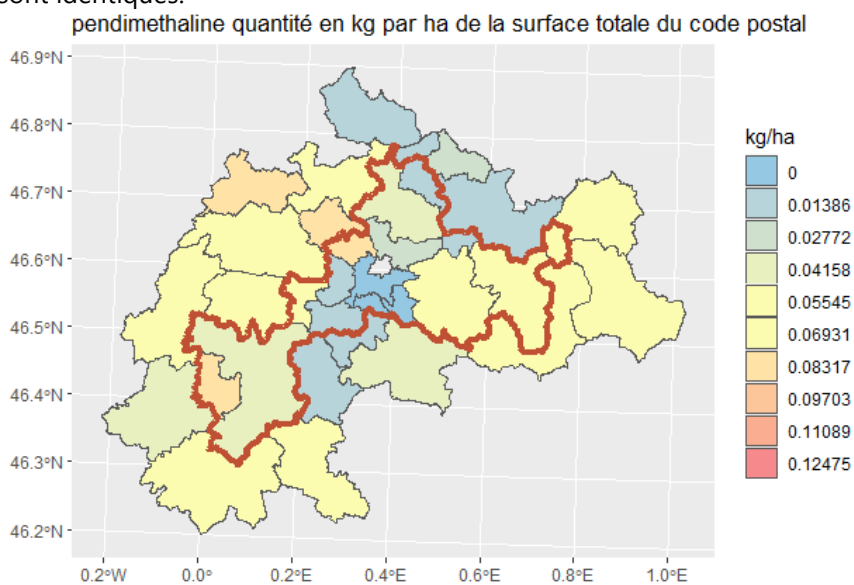 sont identiques.
pendimethaline quantité en kg par ha de la surface totale du code postal
46.9°N
46.8°N
46.7°N
46.6°N
46.5°N
46.4°N
46.3°N
46.2°N
0.2°W 0.0° 0.2°E 0.4°E 0.6°E 0.8°E 1.0°E
kg/ha
0
0.01386
0.02772
0.04158
0.05545
0.06931
0.08317
0.09703
0.11089
0.12475